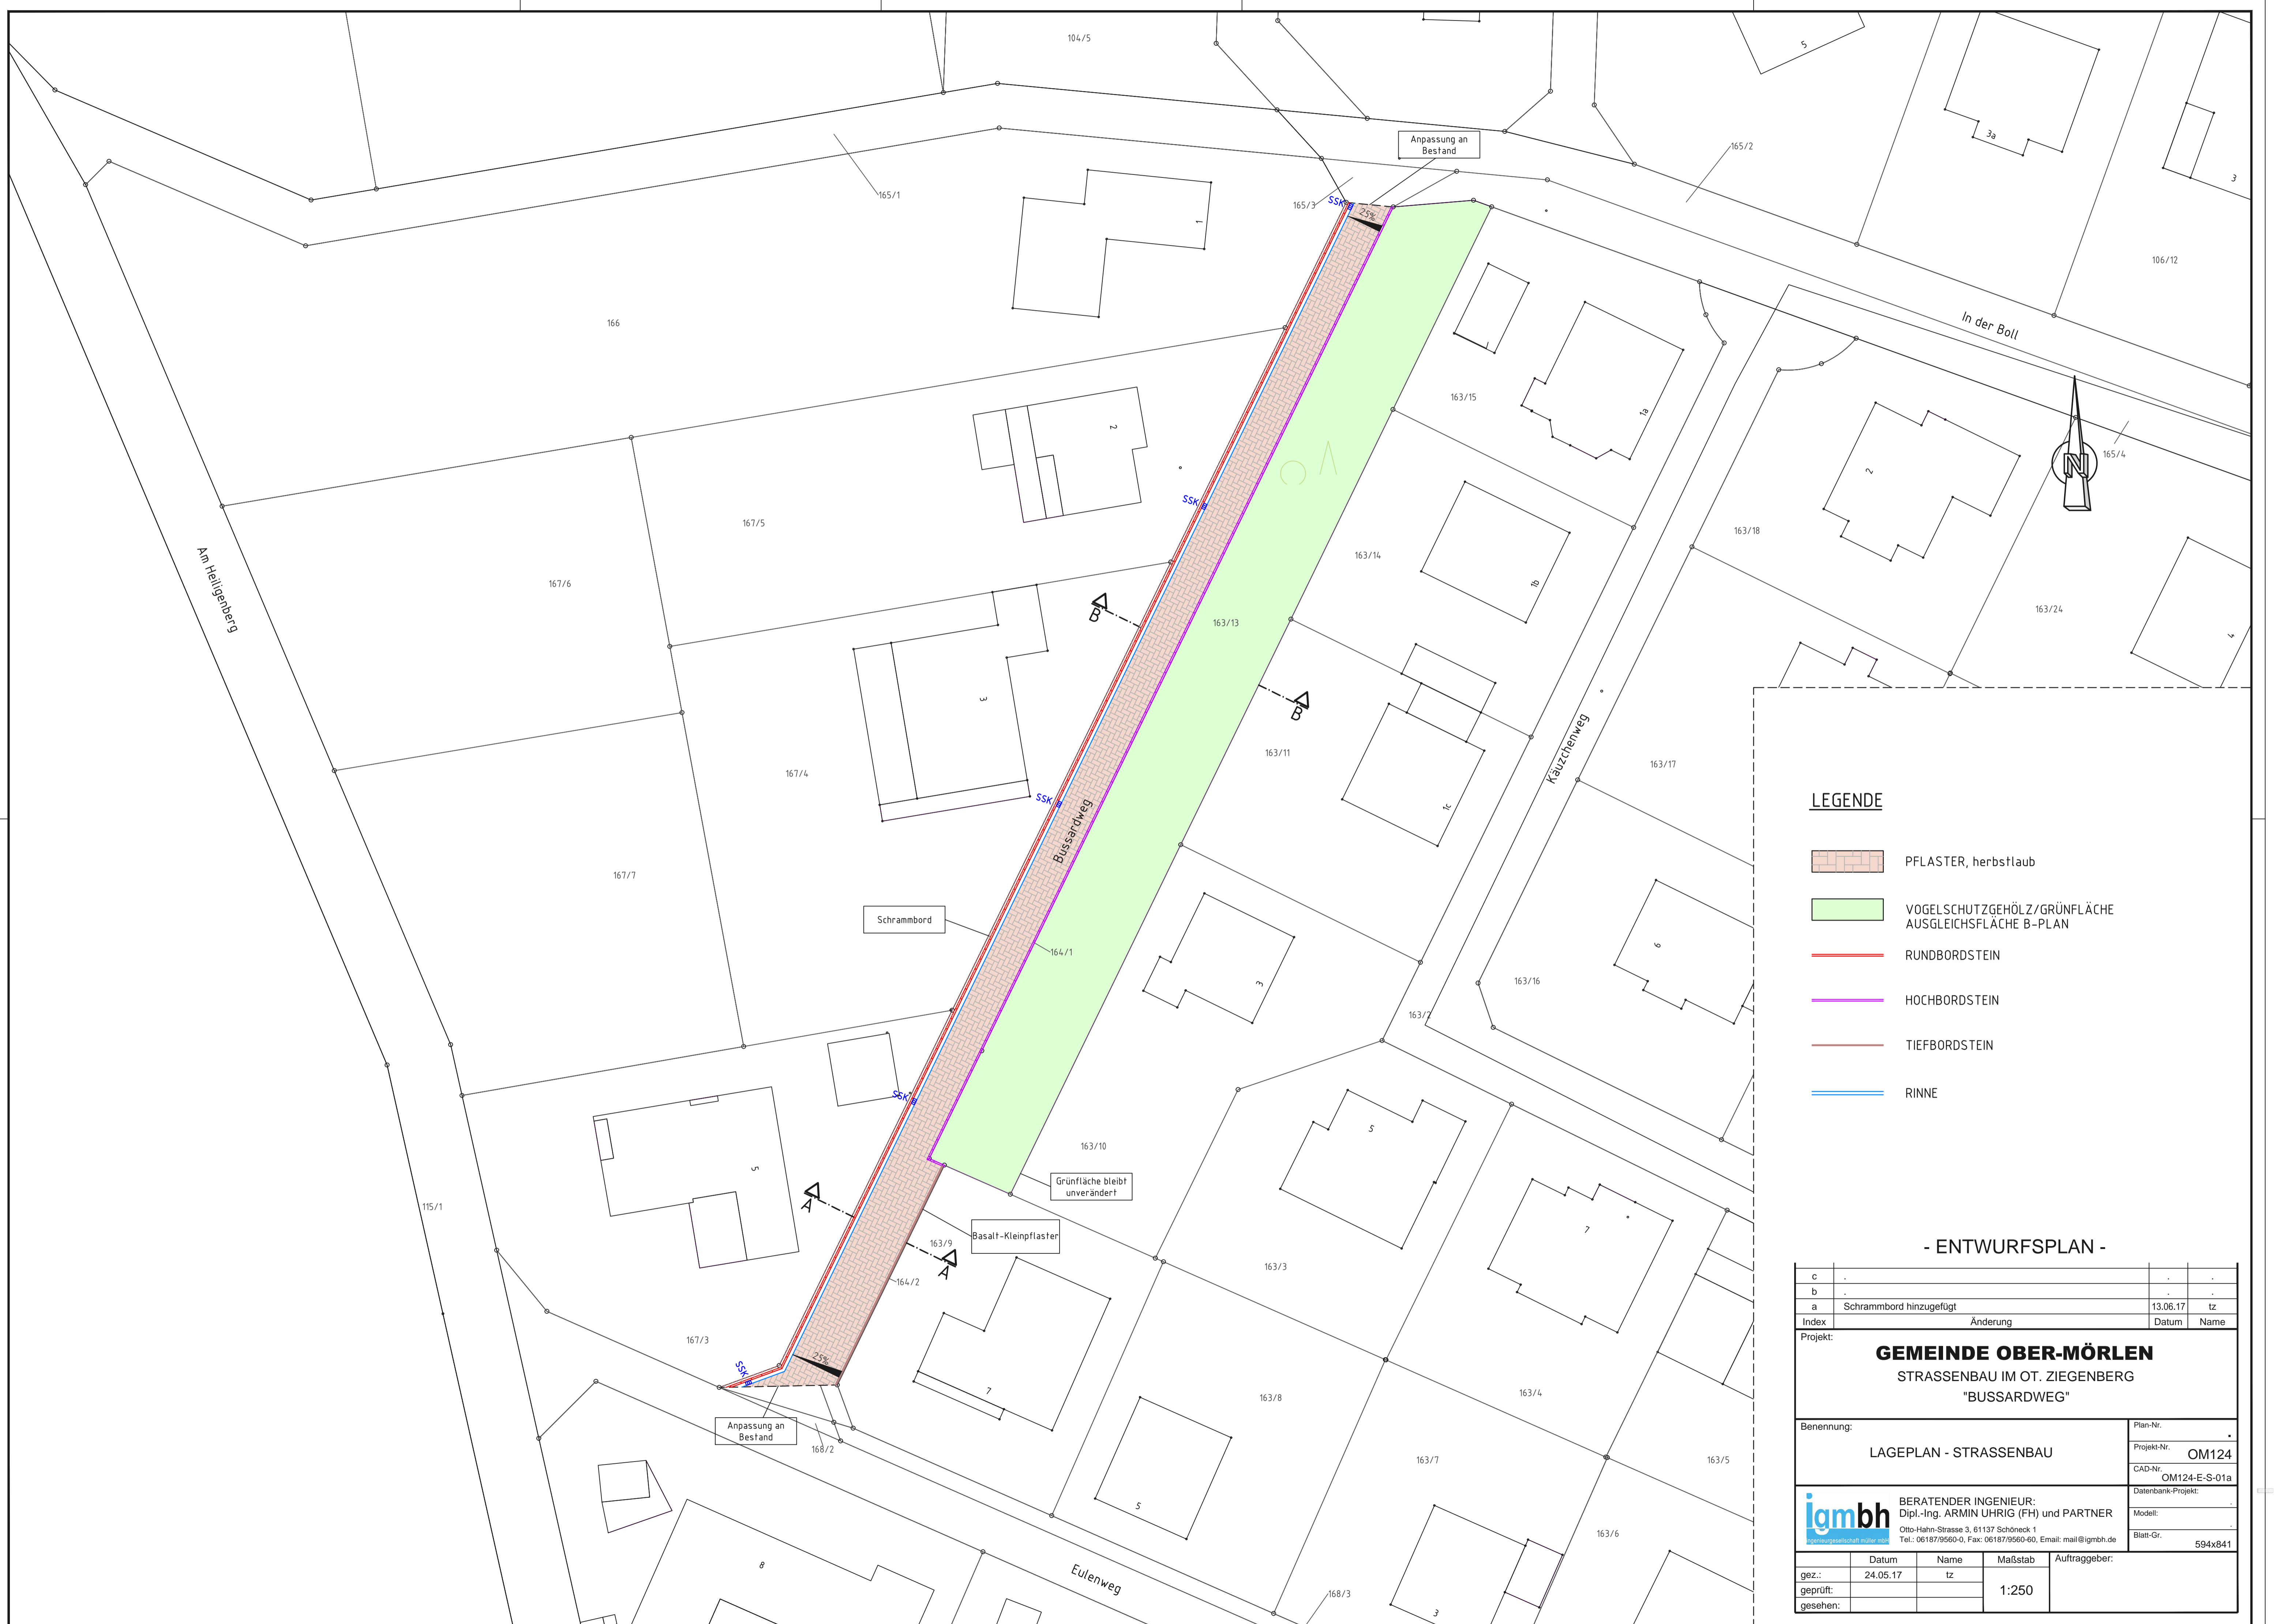 104/5
5
3a
3
Anpassung an
Bestand
165/2
165/1
165/3
SSK
25%
1
106/12
166
In der Boll
163/15
1a
2
2
165/4
SSK
167/5
163/18
163/14
1b
167/6
Am Heiligenberg
163/24
4
B
163/13
3
B
163/11
Käuzchenweg
163/17
167/4
SSK
Bussardweg
1c
LEGENDE
PFLASTER, herbstlaub
167/7
VOGELSCHUTZGEHÖLZ/GRÜNFLÄCHE
AUSGLEICHSFLÄCHE B-PLAN
Schrammbord
RUNDBORDSTEIN
164/1
6
3
163/16
HOCHBORDSTEIN
163/2
TIEFBORDSTEIN
SSK
RINNE
5
163/10
5
Grünfläche bleibt
unverändert
A
115/1
Basalt-Kleinpflaster
163/9
7
A
- ENTWURFSPLAN -
163/3
164/2
c . . .
b . . .
a Schrammbord hinzugefügt 13.06.17 tz
Index Änderung Datum Name
167/3
25%
SSK
Projekt:
GEMEINDE OBER-MÖRLEN
STRASSENBAU IM OT. ZIEGENBERG
"BUSSARDWEG"
7
163/8
163/4
Anpassung an
Bestand
168/2
Benennung:
LAGEPLAN - STRASSENBAU
Plan-Nr.
.
Projekt-Nr. OM124
CAD-Nr.
OM124-E-S-01a
163/7
163/5
5
igmbh
ingenieurgesellschaft müller mbH
BERATENDER INGENIEUR:
Dipl.-Ing. ARMIN UHRIG (FH) und PARTNER
Otto-Hahn-Strasse 3, 61137 Schöneck 1
Tel.: 06187/9560-0, Fax: 06187/9560-60, Email: mail@igmbh.de
Datenbank-Projekt:
.
Modell:
.
Blatt-Gr.
594x841
163/6
8
Eulenweg
168/3
3
Datum Name Maßstab Auftraggeber:
gez.: 24.05.17 tz
1:250
geprüft:
gesehen:
N